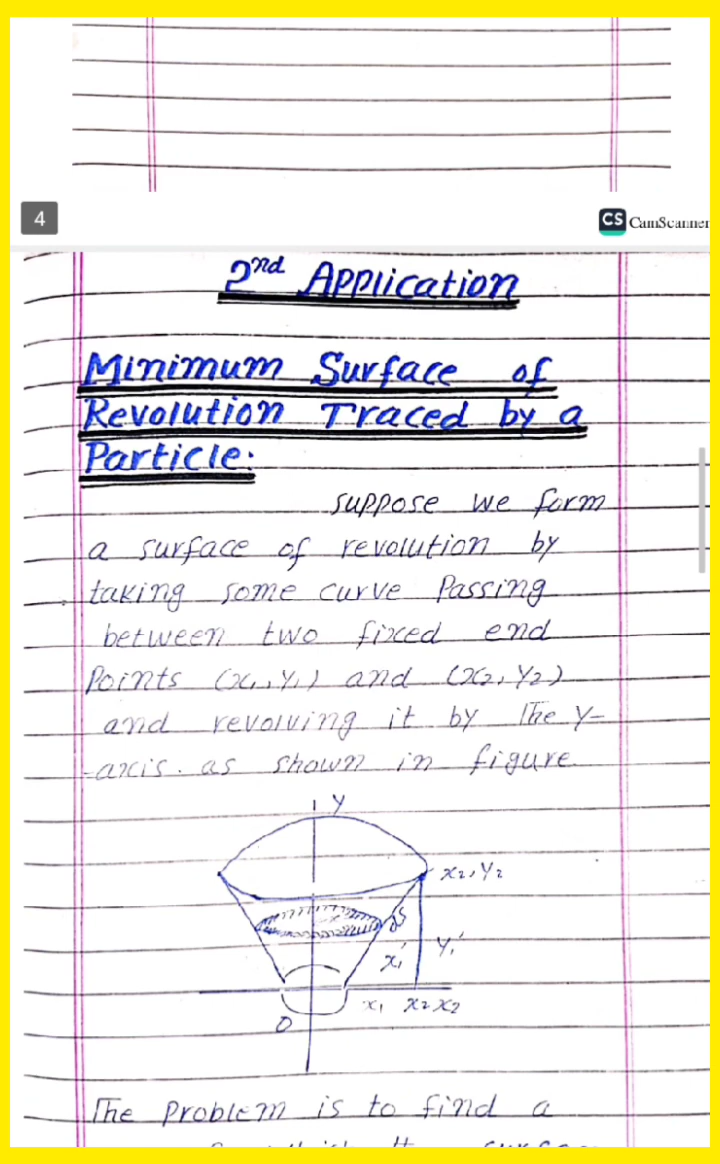 4
CS CamScanner
2nd Application
Minimum Surface of
Revolution Traced by a
Particle:
suppose we form
a surface of revolution by
taking some curve Passing
between two fixed end
Points (x1, y1) and (x2, y2)
and revolving it by The y-
-axis. as shown in figure.
y
x2, y2
ds
y1'
x1'
x1 x2 x2
O
The problem is to find a